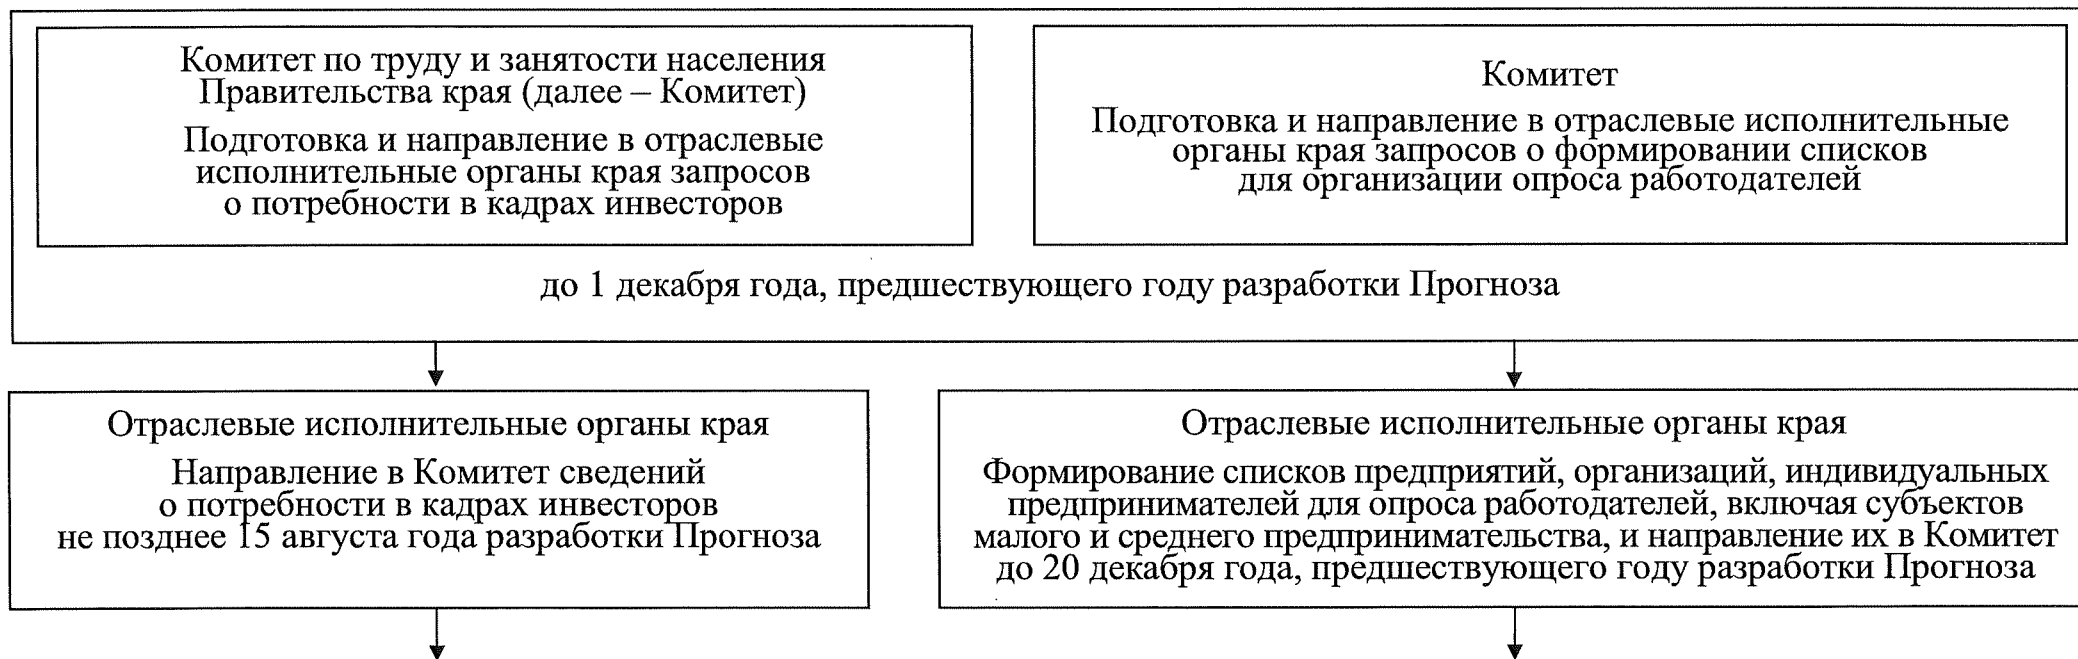 Комитет по труду и занятости населения
Правительства края (далее – Комитет)
Подготовка и направление в отраслевые
исполнительные органы края запросов
о потребности в кадрах инвесторов
Комитет
Подготовка и направление в отраслевые исполнительные
органы края запросов о формировании списков
для организации опроса работодателей
до 1 декабря года, предшествующего году разработки Прогноза
Отраслевые исполнительные органы края
Направление в Комитет сведений
о потребности в кадрах инвесторов
не позднее 15 августа года разработки Прогноза
Отраслевые исполнительные органы края
Формирование списков предприятий, организаций, индивидуальных
предпринимателей для опроса работодателей, включая субъектов
малого и среднего предпринимательства, и направление их в Комитет
до 20 декабря года, предшествующего году разработки Прогноза